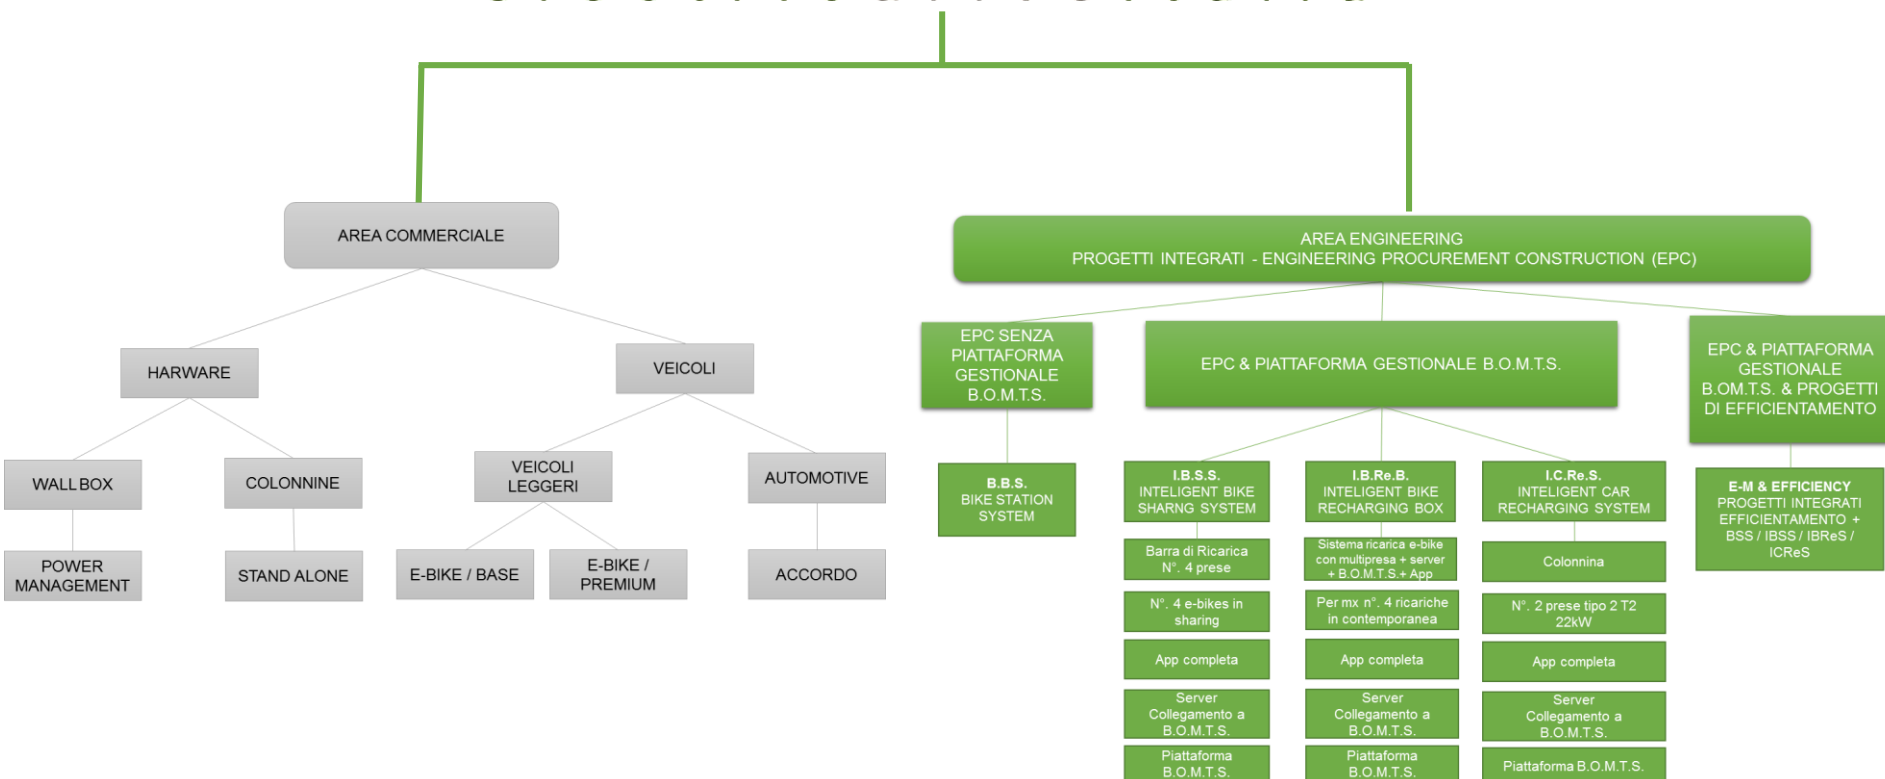 AREA COMMERCIALE
HARWARE
WALL BOX
POWER
MANAGEMENT
COLONNINE
STAND ALONE
VEICOLI
VEICOLI
LEGGERI
E-BIKE / BASE
E-BIKE /
PREMIUM
AUTOMOTIVE
ACCORDO
AREA ENGINEERING
PROGETTI INTEGRATI - ENGINEERING PROCUREMENT CONSTRUCTION (EPC)
EPC SENZA
PIATTAFORMA
GESTIONALE
B.O.M.T.S.
B.B.S.
BIKE STATION
SYSTEM
EPC & PIATTAFORMA GESTIONALE B.O.M.T.S.
I.B.S.S.
INTELIGENT BIKE
SHARNG SYSTEM
Barra di Ricarica
N°. 4 prese
N°. 4 e-bikes in
sharing
App completa
Server
Collegamento a
B.O.M.T.S.
Piattaforma
B.O.M.T.S.
I.B.Re.B.
INTELIGENT BIKE
RECHARGING BOX
Sistema ricarica e-bike
con multipresa + server
+ B.O.M.T.S.+ App
Per mx n°. 4 ricariche
in contemporanea
App completa
Server
Collegamento a
B.O.M.T.S.
Piattaforma
B.O.M.T.S.
I.C.Re.S.
INTELIGENT CAR
RECHARGING SYSTEM
Colonnina
N°. 2 prese tipo 2 T2
22kW
App completa
Server
Collegamento a
B.O.M.T.S.
Piattaforma B.O.M.T.S.
EPC & PIATTAFORMA
GESTIONALE
B.OM.T.S. & PROGETTI
DI EFFICIENTAMENTO
E-M & EFFICIENCY
PROGETTI INTEGRATI
EFFICIENTAMENTO +
BSS / IBSS / IBReS /
ICReS